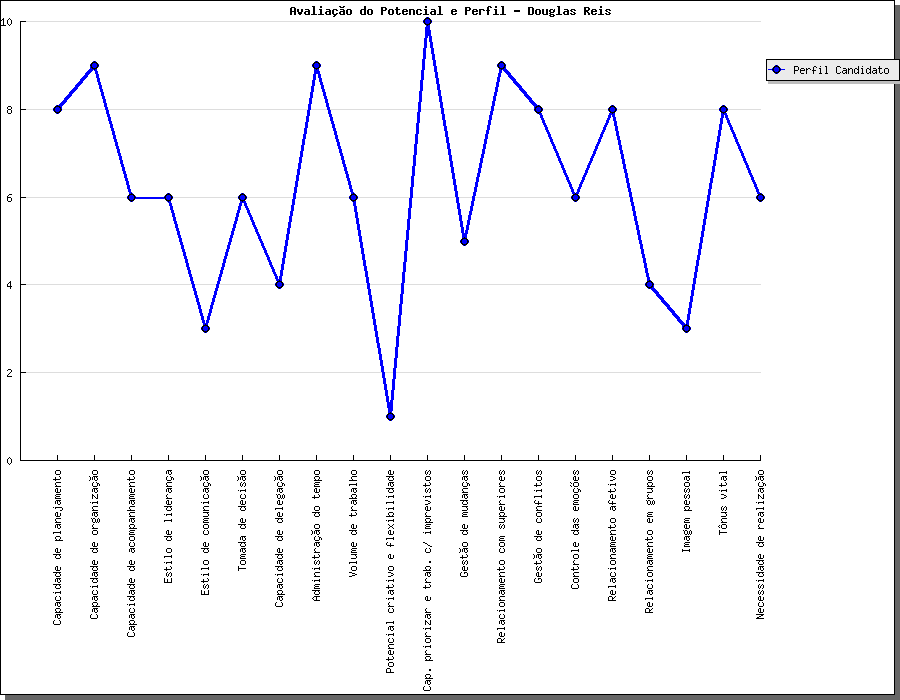 Avaliação do Potencial e Perfil - Douglas Reis
Perfil Candidato
10
8
6
4
2
0
Capacidade de planejamento
Capacidade de organização
Capacidade de acompanhamento
Estilo de liderança
Estilo de comunicação
Tomada de decisão
Capacidade de delegação
Administração do tempo
Volume de trabalho
Potencial criativo e flexibilidade
Cap. priorizar e trab. c/ imprevistos
Gestão de mudanças
Relacionamento com superiores
Gestão de conflitos
Controle das emoções
Relacionamento afetivo
Relacionamento em grupos
Imagem pessoal
Tônus vital
Necessidade de realização